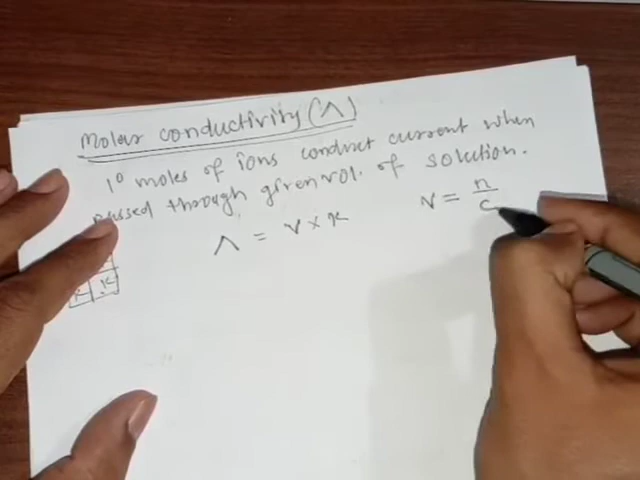 Molar conductivity (Λ)
1° moles of ions conduct current when
passed through given vol. of solution.
Λ = V × K
V = n/c
K